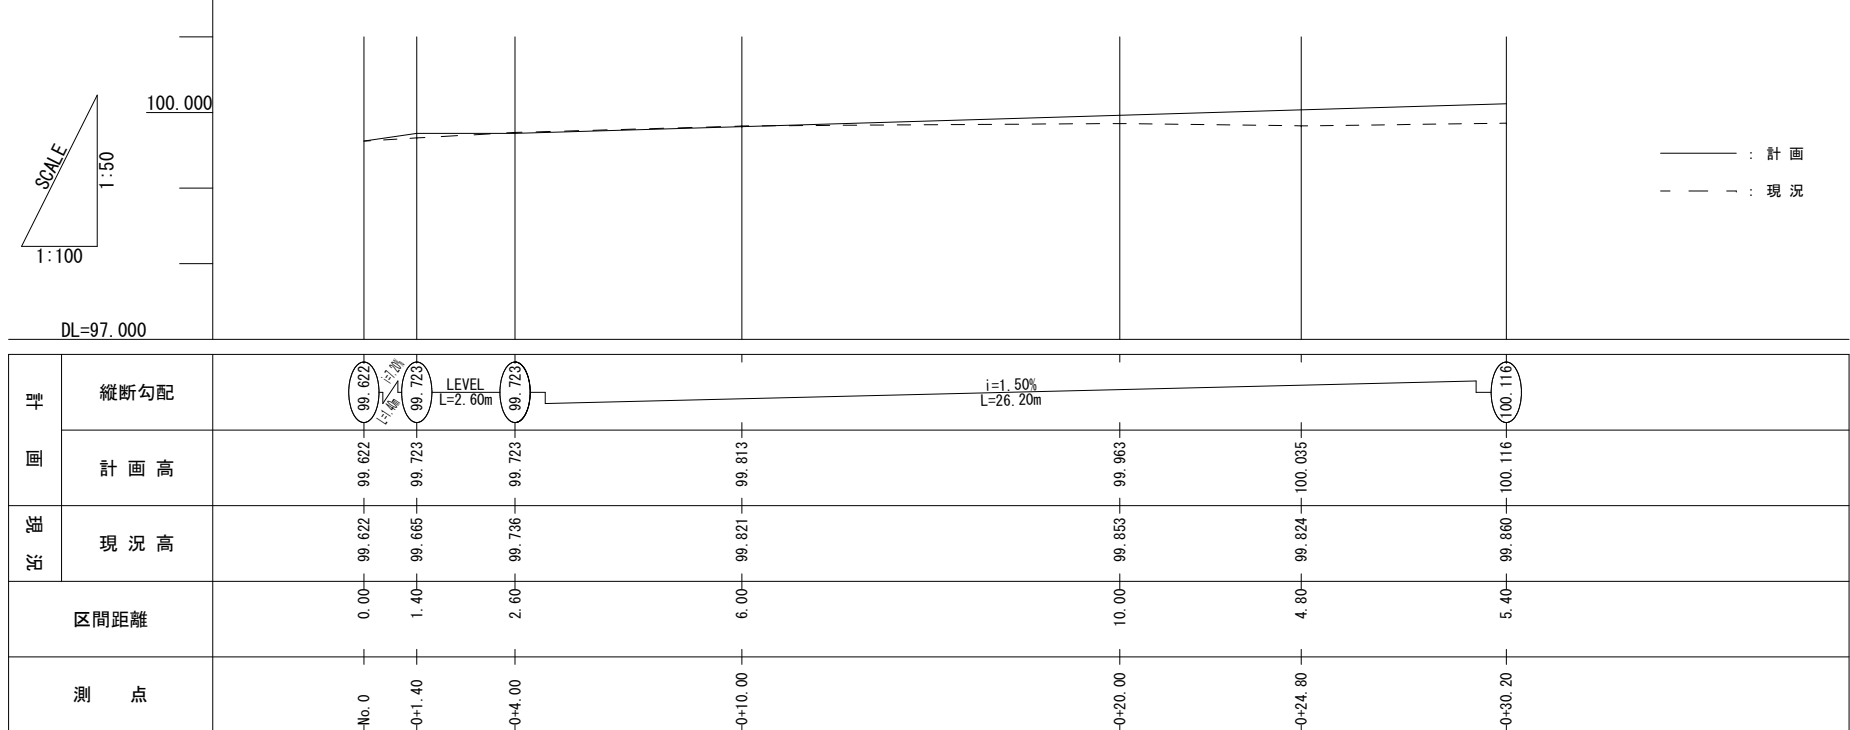 100.000
SCALE
1:50
1:100
DL=97.000
: 計 画
: 現 況
計 画
縦断勾配
99.622
i=7.20%
L=1.40m
99.723
LEVEL
L=2.60m
99.723
i=1.50%
L=26.20m
100.116
計 画 高
99.622
99.723
99.723
99.813
99.963
100.035
100.116
現 況
現 況 高
99.622
99.665
99.736
99.821
99.853
99.824
99.860
区間距離
0.00
1.40
2.60
6.00
10.00
4.80
5.40
測 点
-No.0
-0+1.40
-0+4.00
-0+10.00
-0+20.00
-0+24.80
-0+30.20